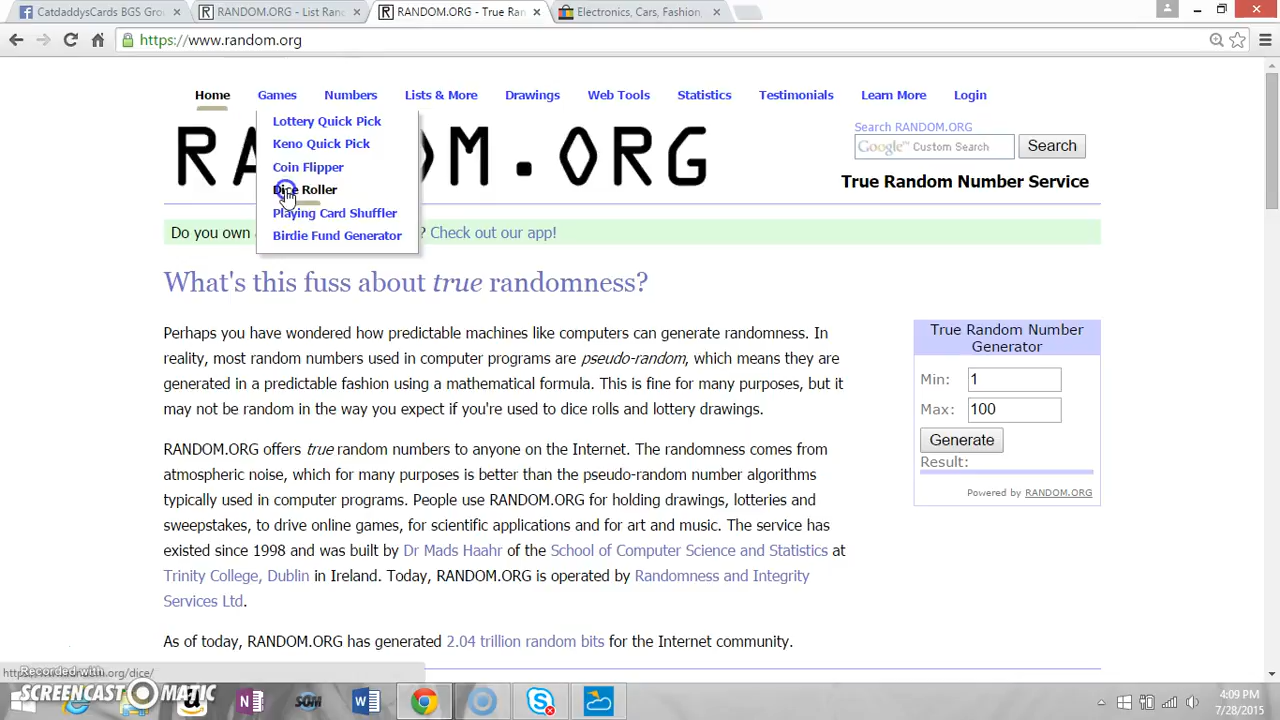 CatdaddysCards BGS Grou
RANDOM.ORG - List Rand
RANDOM.ORG - True Ran
Electronics, Cars, Fashion,
https://www.random.org
Home Games Numbers Lists & More Drawings Web Tools Statistics Testimonials Learn More Login
Lottery Quick Pick
Keno Quick Pick
Coin Flipper
Dice Roller
Playing Card Shuffler
Birdie Fund Generator
RANDOM.ORG
Search RANDOM.ORG
Google™ Custom Search
Search
True Random Number Service
Do you own a ? Check out our app!
What's this fuss about true randomness?
Perhaps you have wondered how predictable machines like computers can generate randomness. In
reality, most random numbers used in computer programs are pseudo-random, which means they are
generated in a predictable fashion using a mathematical formula. This is fine for many purposes, but it
may not be random in the way you expect if you're used to dice rolls and lottery drawings.
RANDOM.ORG offers true random numbers to anyone on the Internet. The randomness comes from
atmospheric noise, which for many purposes is better than the pseudo-random number algorithms
typically used in computer programs. People use RANDOM.ORG for holding drawings, lotteries and
sweepstakes, to drive online games, for scientific applications and for art and music. The service has
existed since 1998 and was built by Dr Mads Haahr of the School of Computer Science and Statistics at
Trinity College, Dublin in Ireland. Today, RANDOM.ORG is operated by Randomness and Integrity
Services Ltd.
As of today, RANDOM.ORG has generated 2.04 trillion random bits for the Internet community.
True Random Number
Generator
Min: 1
Max: 100
Generate
Result:
Powered by RANDOM.ORG
https://www.random.org/dice/
Recorded with
SCREENCAST MATIC
4:09 PM
7/28/2015